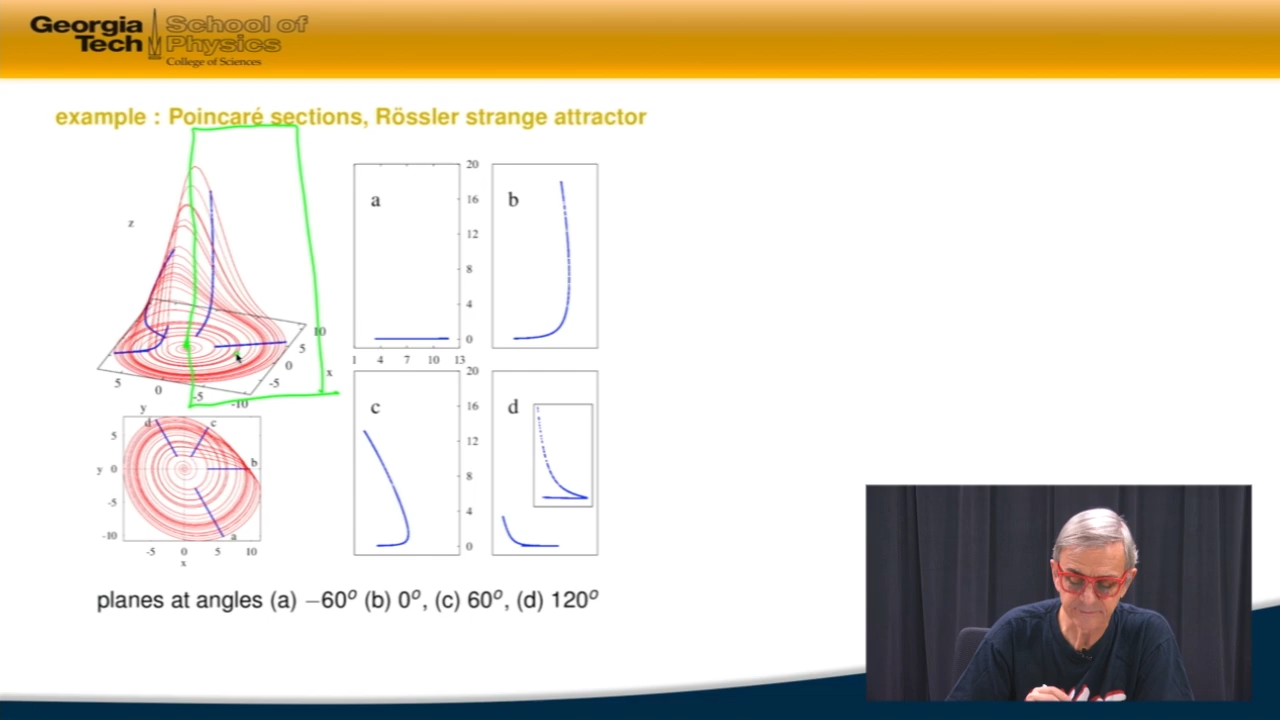 Georgia Tech
School of Physics
College of Sciences
example : Poincaré sections, Rössler strange attractor
z
10
5
0
-5
x
5
0
-5
-10
y
a
20
16
12
8
4
0
1 4 7 10 13
b
c
20
16
12
8
4
0
d
d c
5
y 0 b
-5
-10 a
-5 0 5 10
x
planes at angles (a) −60º (b) 0º, (c) 60º, (d) 120º